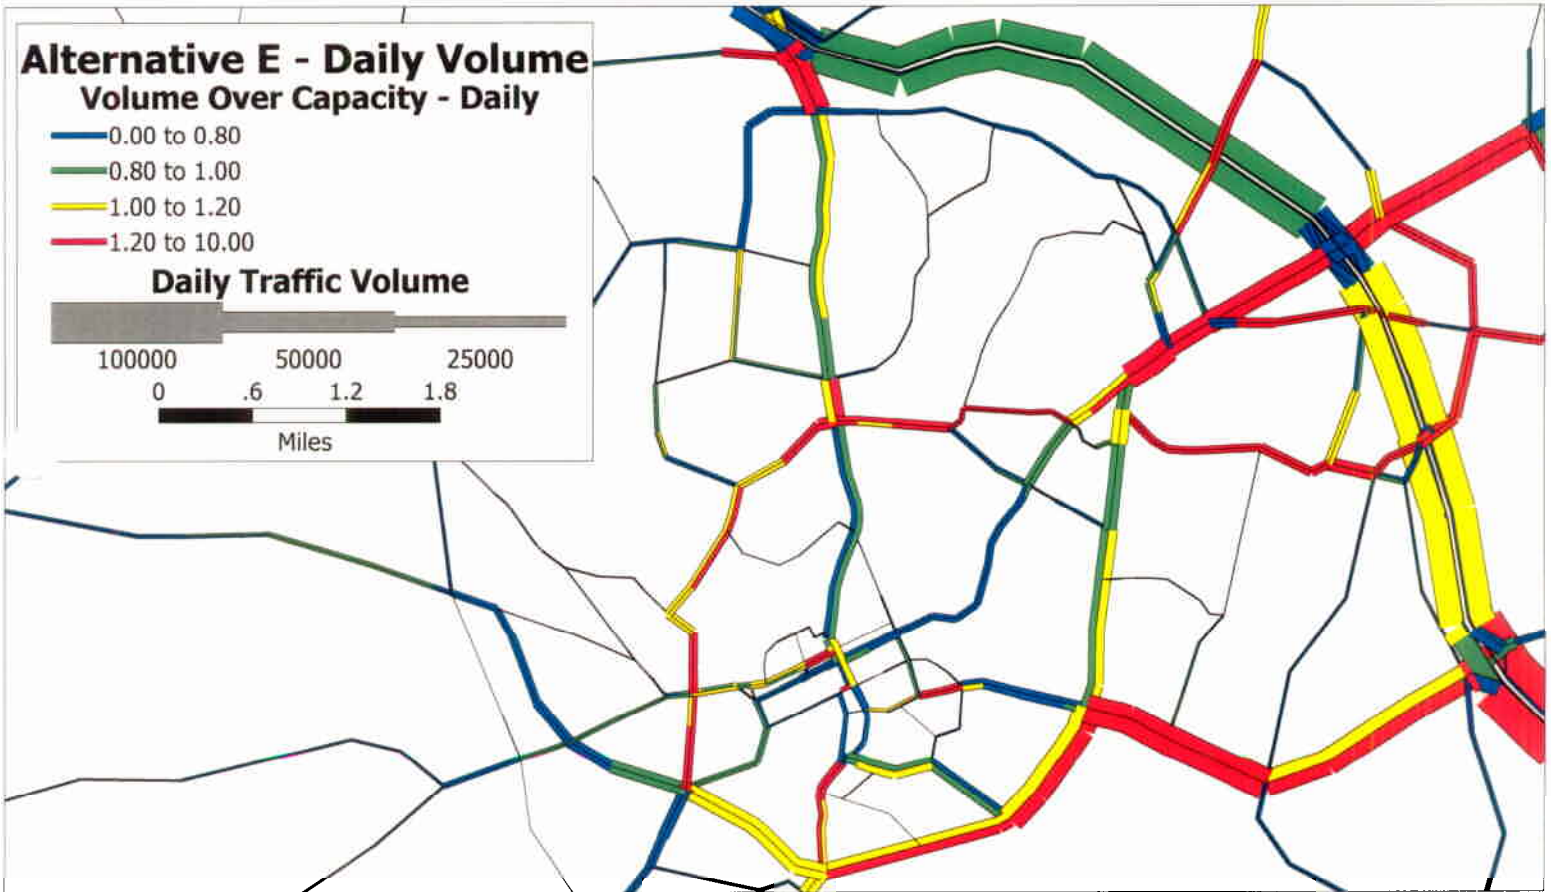 Alternative E - Daily Volume
Volume Over Capacity - Daily
0.00 to 0.80
0.80 to 1.00
1.00 to 1.20
1.20 to 10.00
Daily Traffic Volume
100000 50000 25000
0 .6 1.2 1.8
Miles